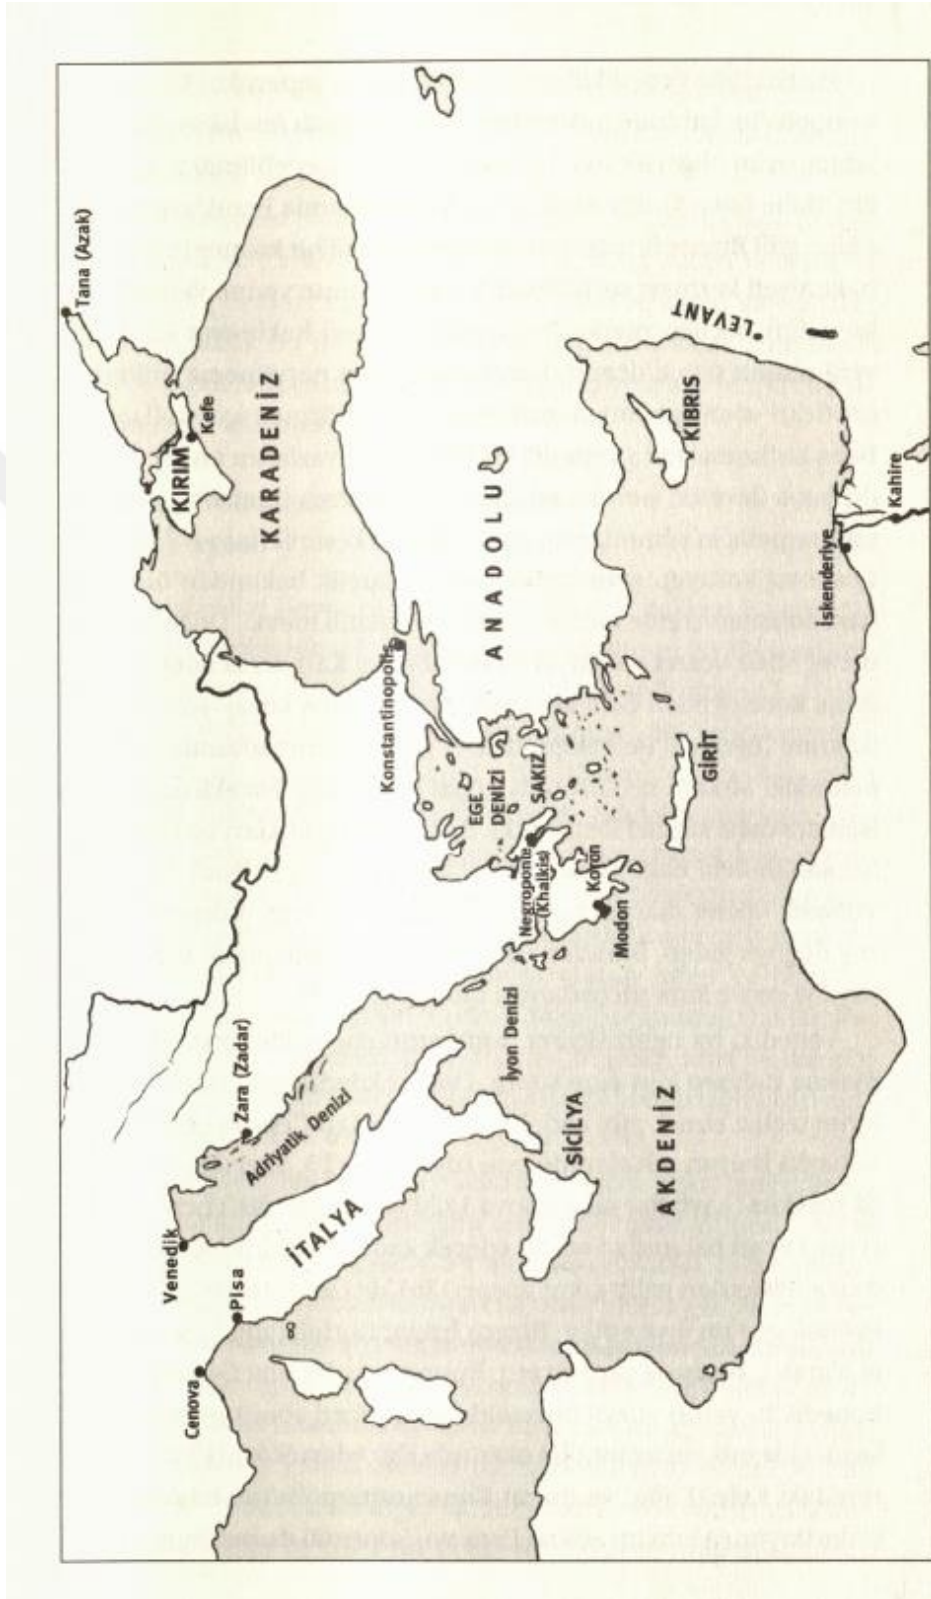 Tana (Azak)
KIRIM
Kefe
KARADENİZ
Venedik
Zara (Zadar)
Adriyatik Denizi
Pisa
Cenova
İTALYA
Konstantinopolis
ANADOLU
EGE
DENİZİ
SAKIZ
Negroponte
(Khalkis)
Koron
Modon
İyon Denizi
SİCİLYA
AKDENİZ
GİRİT
KIBRIS
LEVANT
İskenderiye
Kahire